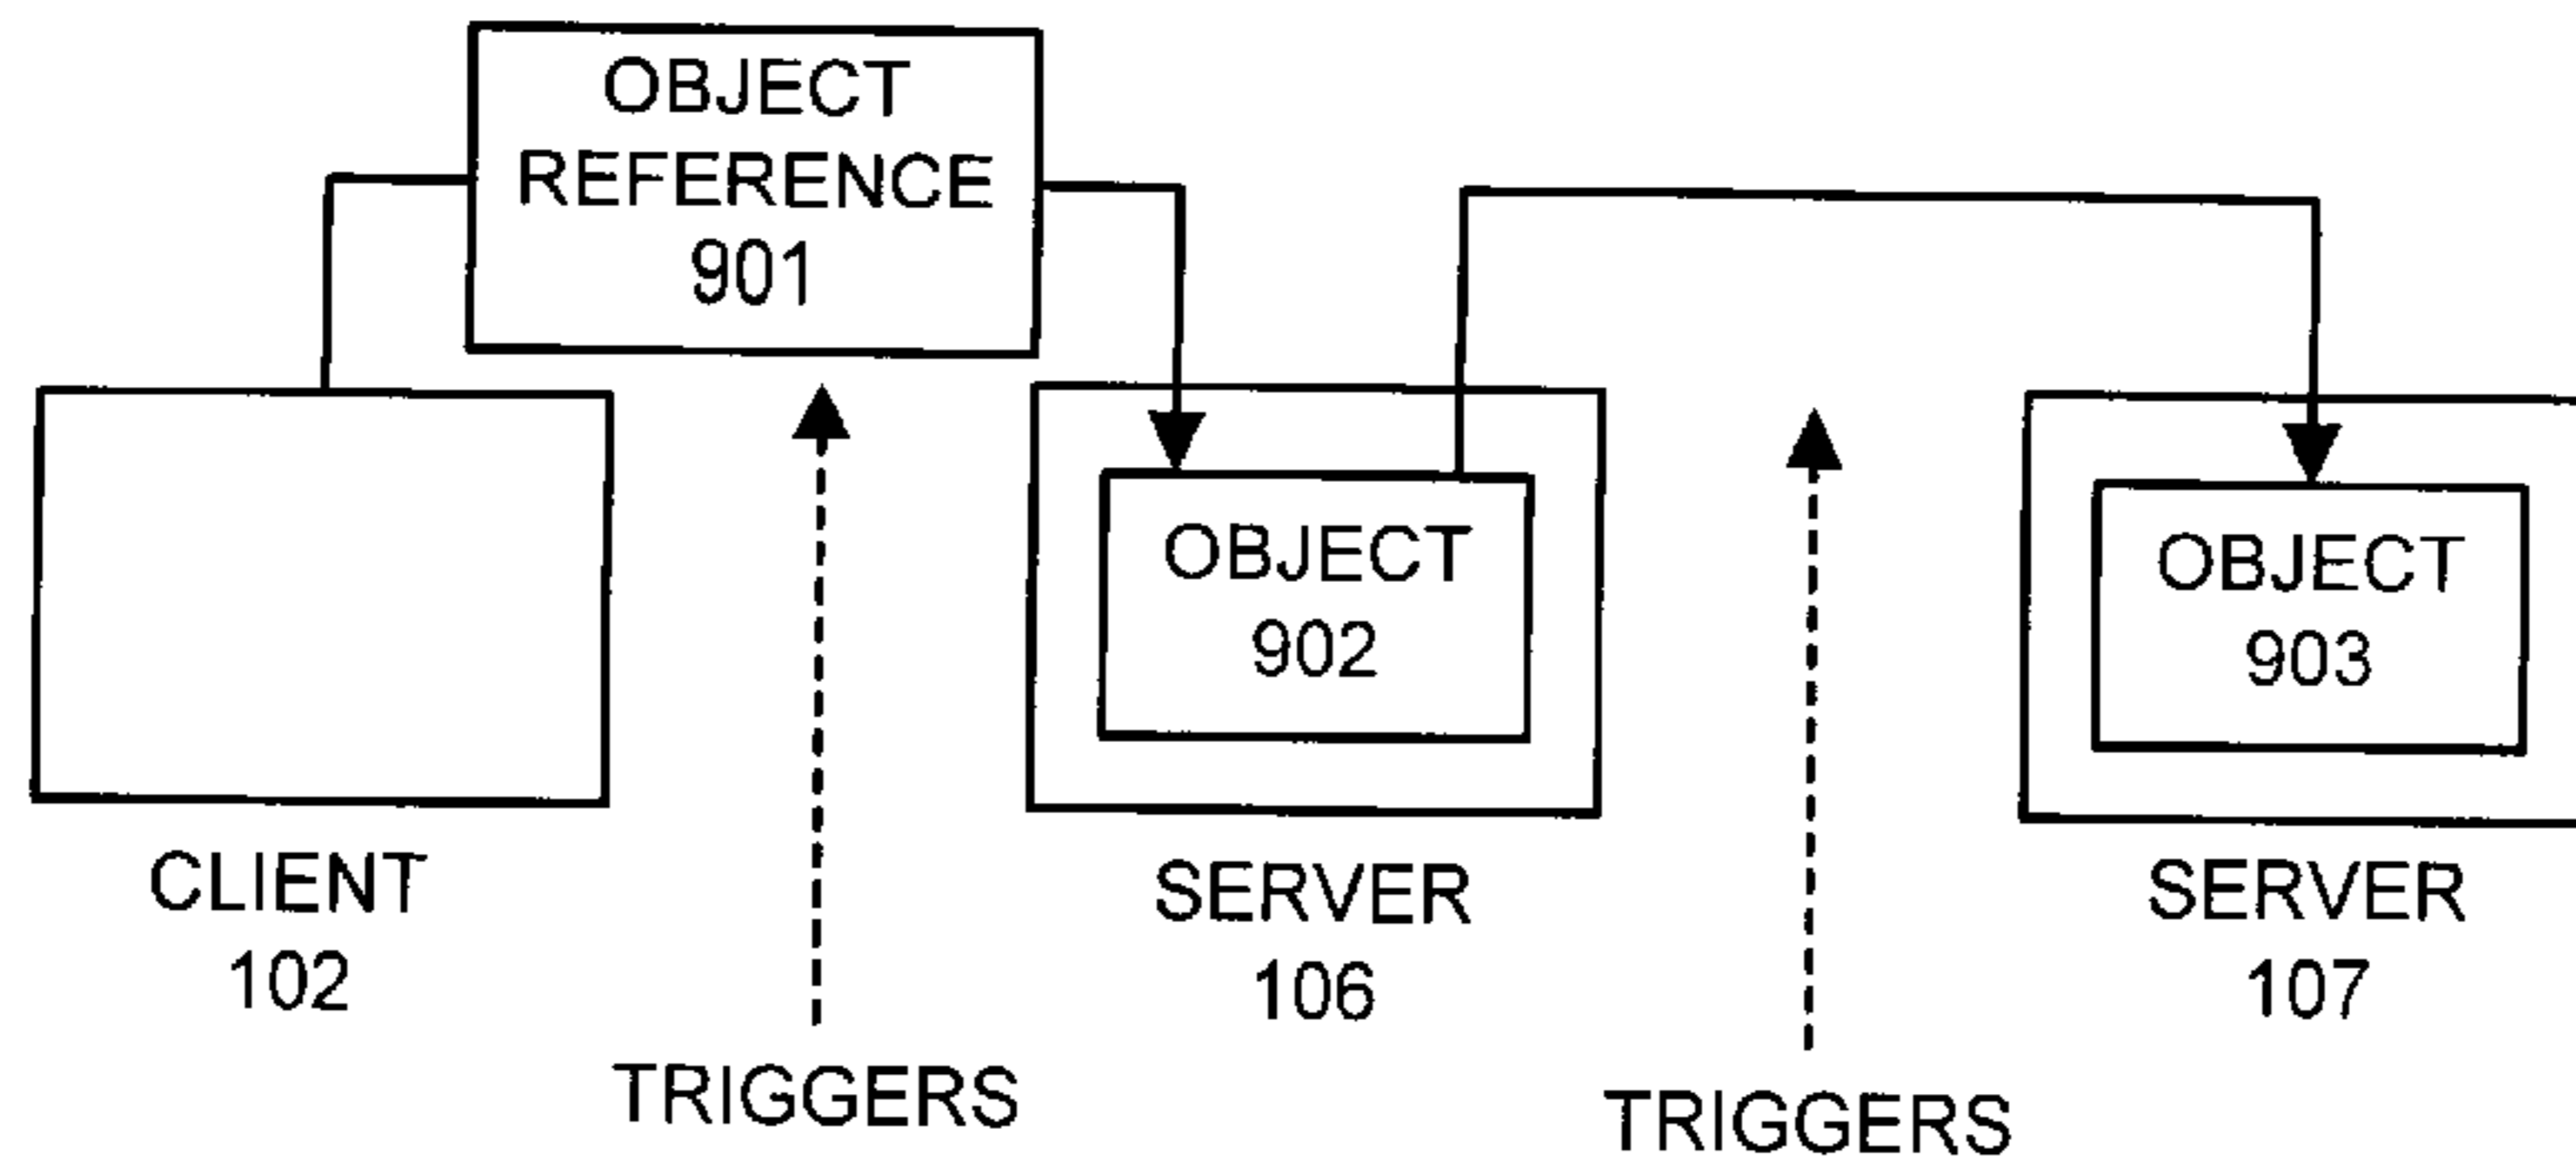 OBJECT
REFERENCE
901
OBJECT
902
OBJECT
903
CLIENT
102
SERVER
106
SERVER
107
TRIGGERS
TRIGGERS